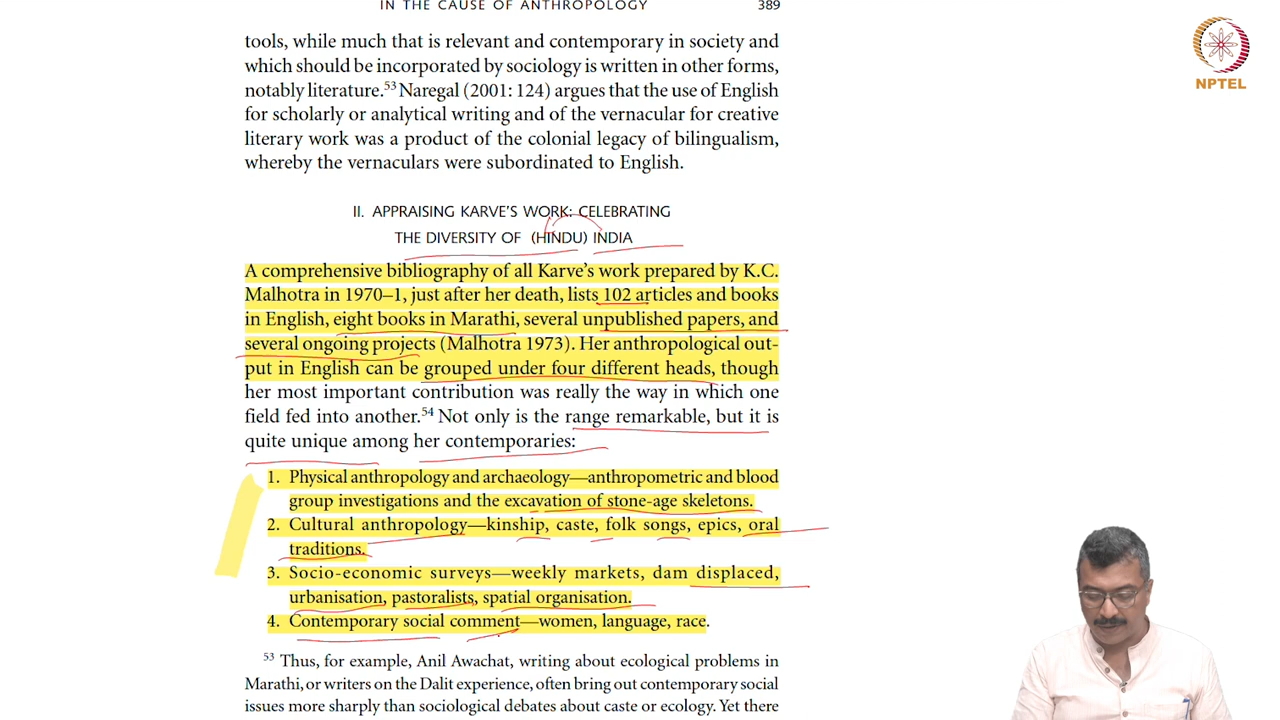 IN THE CAUSE OF ANTHROPOLOGY 389
NPTEL
tools, while much that is relevant and contemporary in society and
which should be incorporated by sociology is written in other forms,
notably literature.53 Naregal (2001: 124) argues that the use of English
for scholarly or analytical writing and of the vernacular for creative
literary work was a product of the colonial legacy of bilingualism,
whereby the vernaculars were subordinated to English.
II. APPRAISING KARVE'S WORK: CELEBRATING
THE DIVERSITY OF (HINDU) INDIA
A comprehensive bibliography of all Karve's work prepared by K.C.
Malhotra in 1970–1, just after her death, lists 102 articles and books
in English, eight books in Marathi, several unpublished papers, and
several ongoing projects (Malhotra 1973). Her anthropological out-
put in English can be grouped under four different heads, though
her most important contribution was really the way in which one
field fed into another.54 Not only is the range remarkable, but it is
quite unique among her contemporaries:
1. Physical anthropology and archaeology—anthropometric and blood
group investigations and the excavation of stone-age skeletons.
2. Cultural anthropology—kinship, caste, folk songs, epics, oral
traditions.
3. Socio-economic surveys—weekly markets, dam displaced,
urbanisation, pastoralists, spatial organisation.
4. Contemporary social comment—women, language, race.
53 Thus, for example, Anil Awachat, writing about ecological problems in
Marathi, or writers on the Dalit experience, often bring out contemporary social
issues more sharply than sociological debates about caste or ecology. Yet there